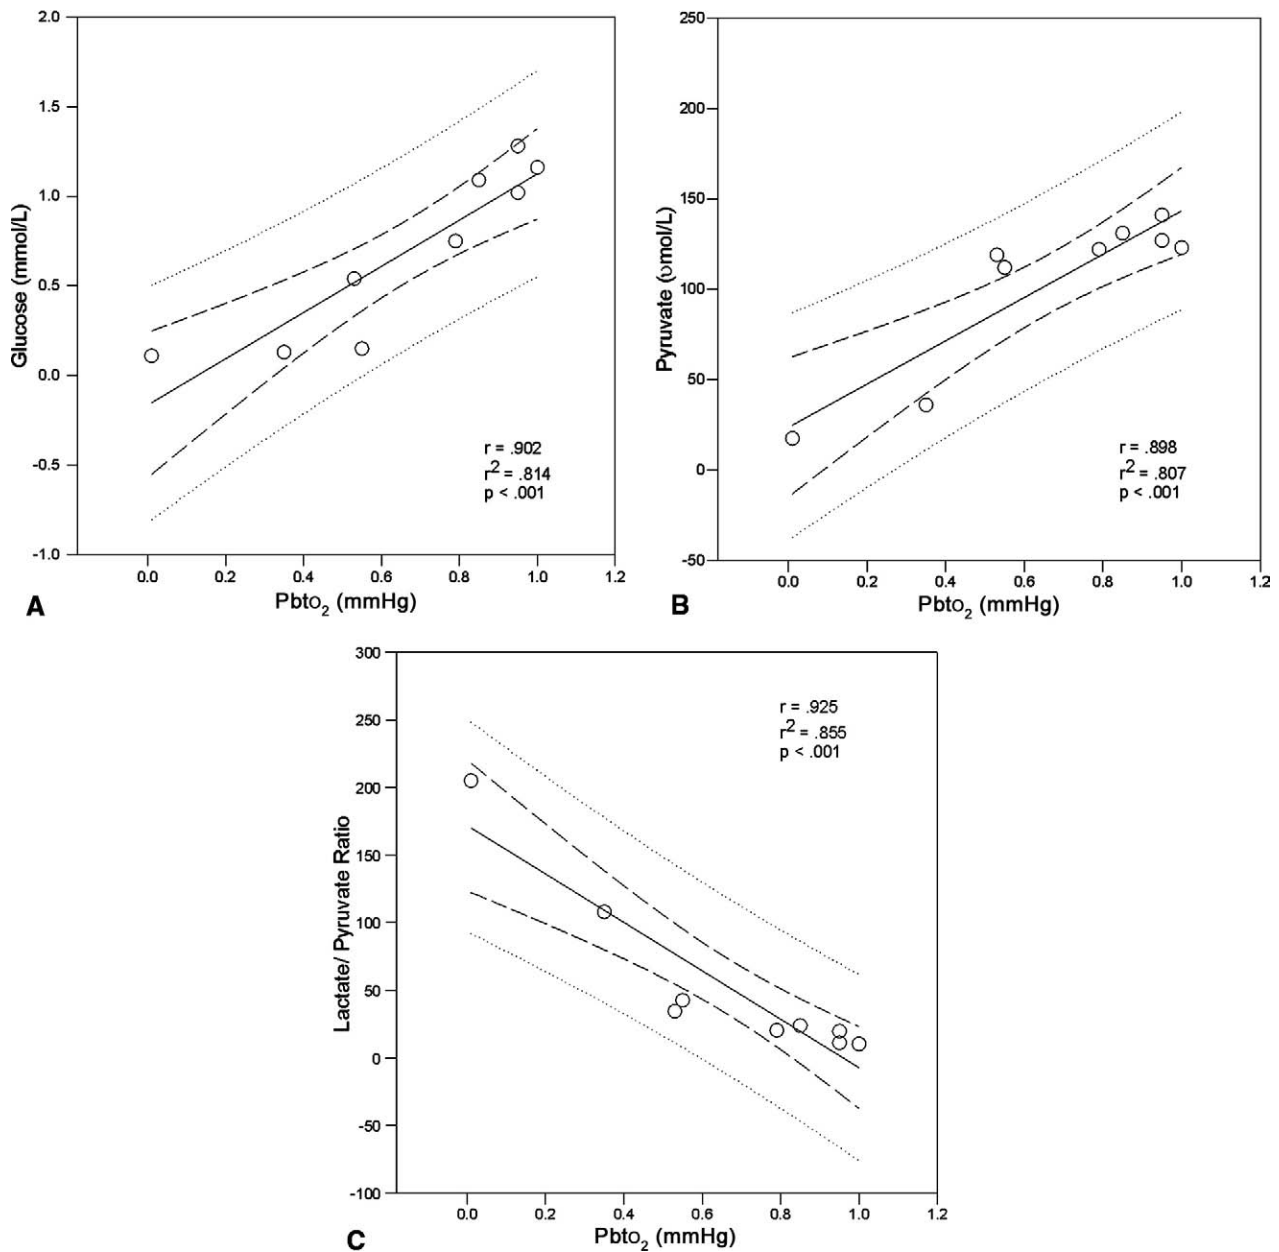 2.0
1.5
1.0
0.5
0.0
-0.5
-1.0
Glucose (mmol/L)
r = .902
r2 = .814
p < .001
0.0 0.2 0.4 0.6 0.8 1.0 1.2
Pbto2 (mmHg)
A
250
200
150
100
50
0
-50
Pyruvate (υmol/L)
r = .898
r2 = .807
p < .001
0.0 0.2 0.4 0.6 0.8 1.0 1.2
Pbto2 (mmHg)
B
300
250
200
150
100
50
0
-50
-100
Lactate/ Pyruvate Ratio
r = .925
r2 = .855
p < .001
0.0 0.2 0.4 0.6 0.8 1.0 1.2
Pbto2 (mmHg)
C